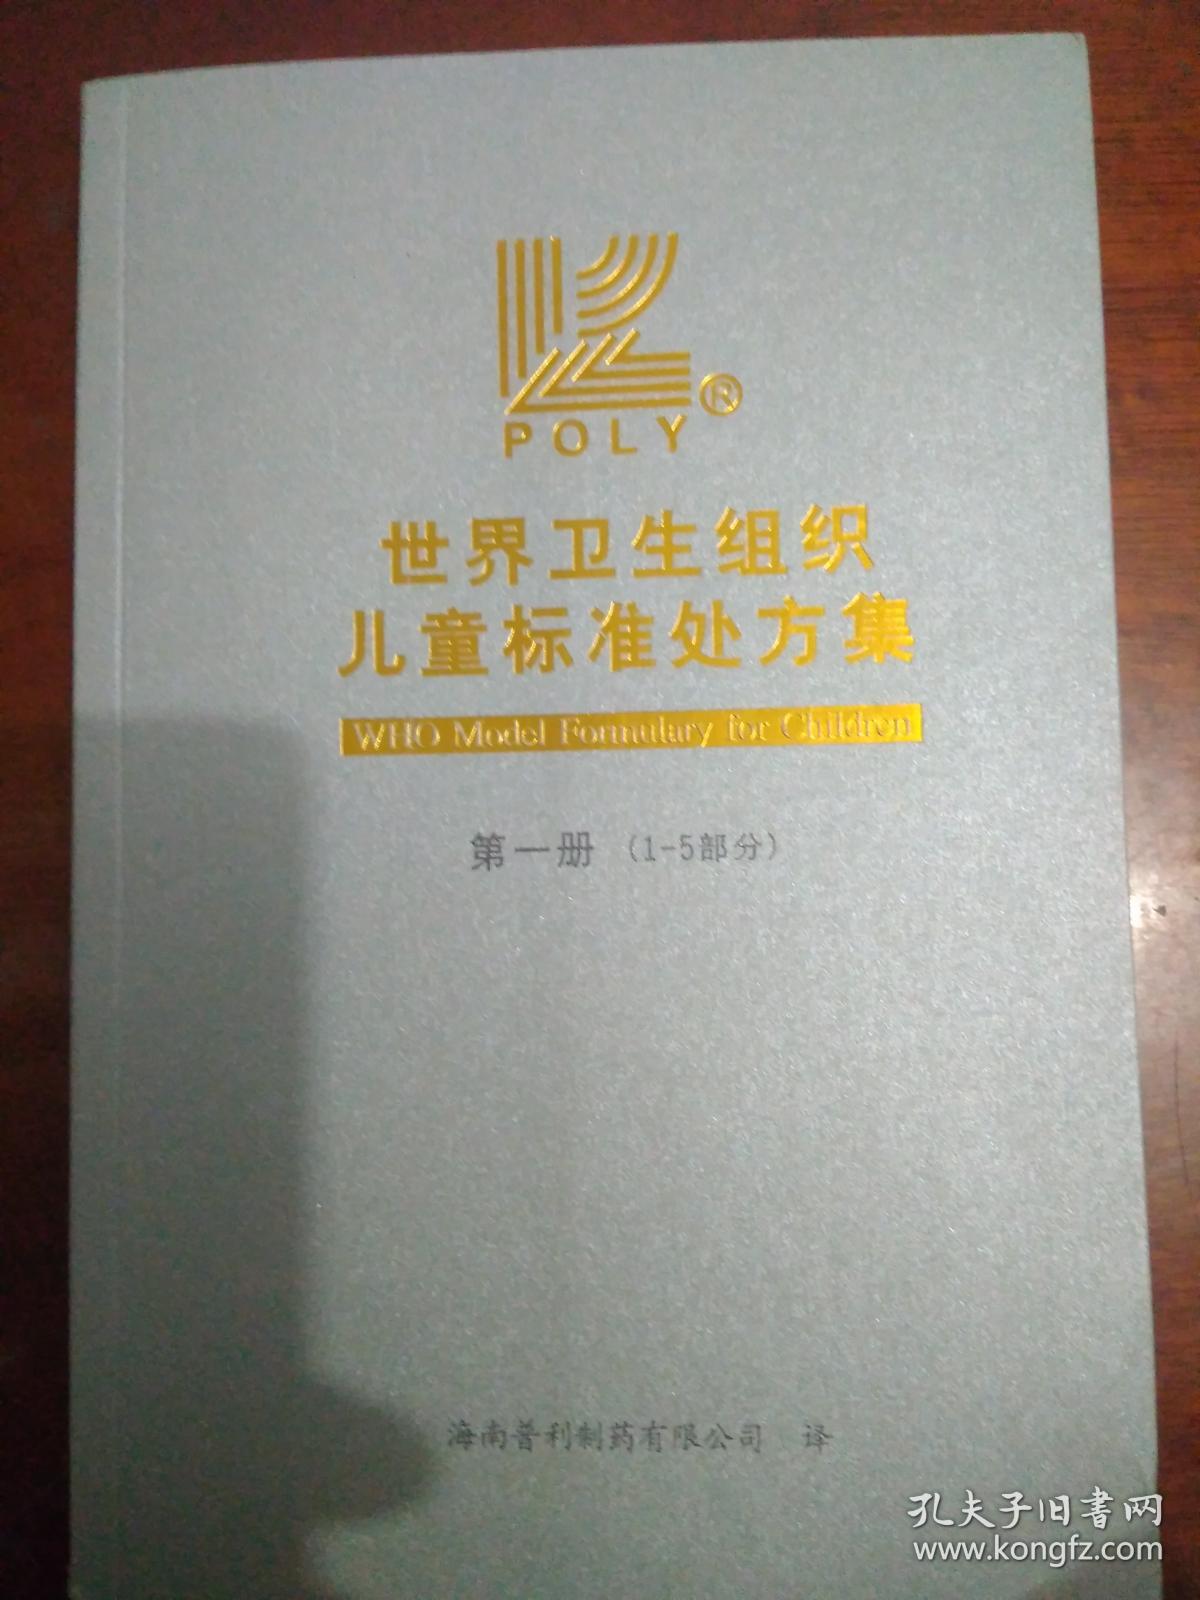 POLY®
世界卫生组织
儿童标准处方集
WHO Model Formulary for Children
第一册 (1-5部分)
海南普利制药有限公司 译
孔夫子旧书网
www.kongfz.com